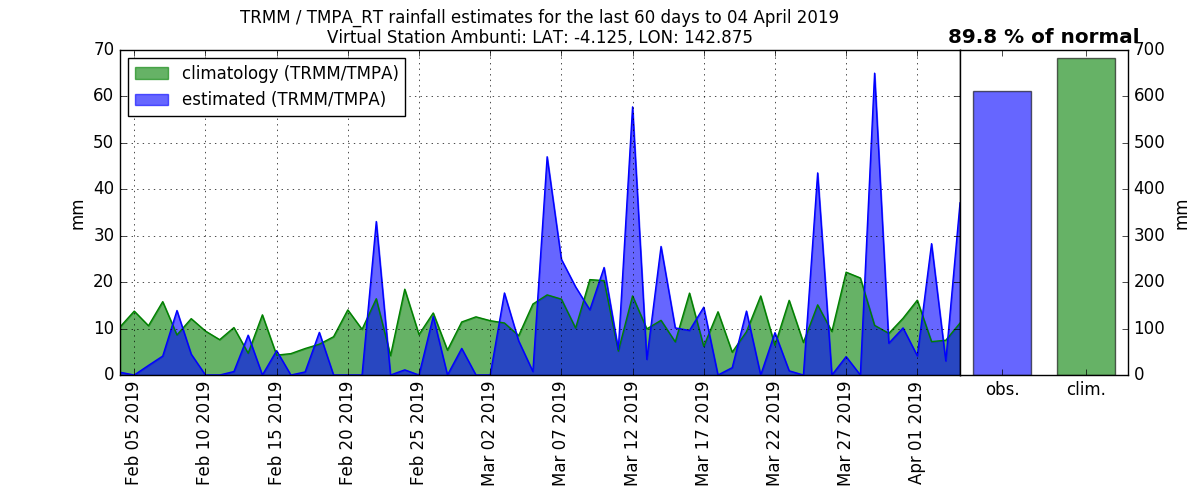 TRMM / TMPA_RT rainfall estimates for the last 60 days to 04 April 2019
Virtual Station Ambunti: LAT: -4.125, LON: 142.875
89.8 % of normal
climatology (TRMM/TMPA)
estimated (TRMM/TMPA)
mm
70
60
50
40
30
20
10
0
Feb 05 2019
Feb 10 2019
Feb 15 2019
Feb 20 2019
Feb 25 2019
Mar 02 2019
Mar 07 2019
Mar 12 2019
Mar 17 2019
Mar 22 2019
Mar 27 2019
Apr 01 2019
obs.
clim.
700
600
500
400
300
200
100
0
mm